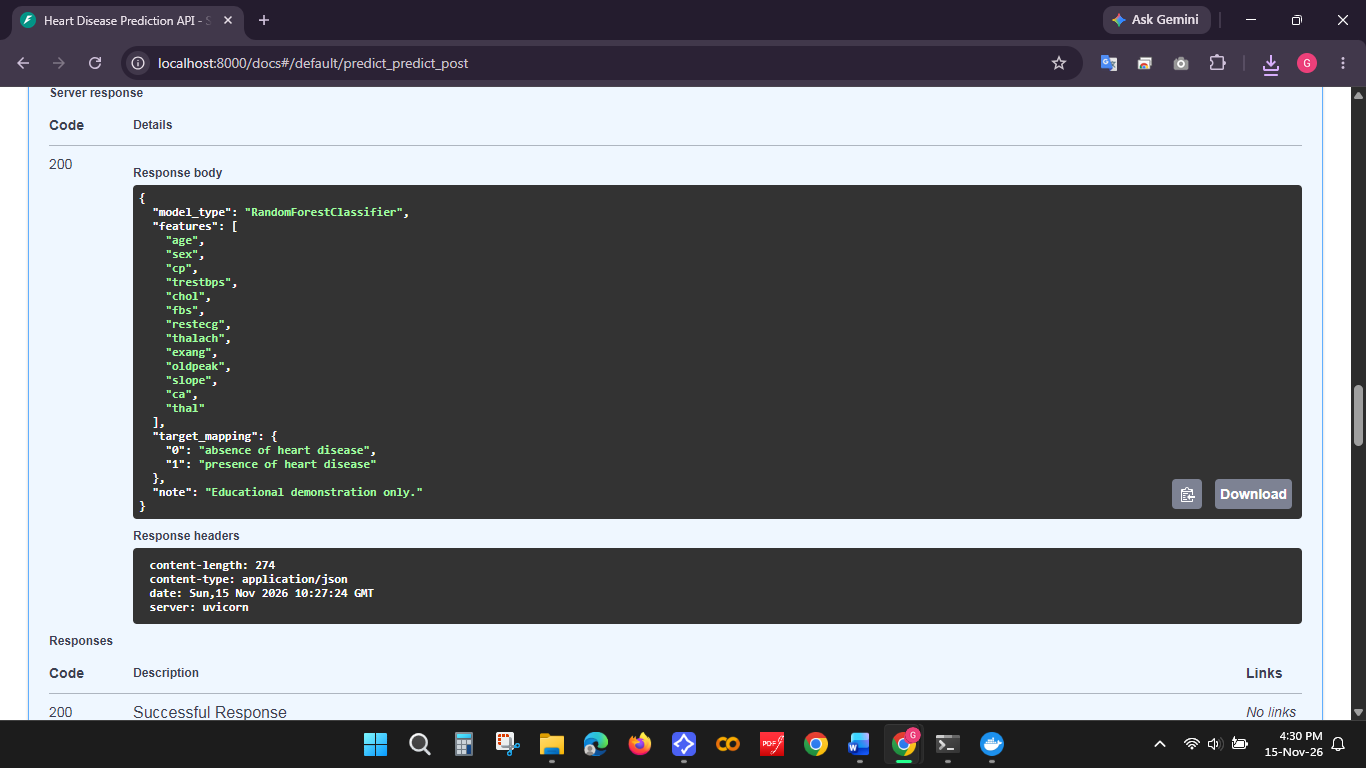 Heart Disease Prediction API - S
Ask Gemini
localhost:8000/docs#/default/predict_predict_post
G
Server response
Code Details
200
Response body
{
"model_type": "RandomForestClassifier",
"features": [
"age",
"sex",
"cp",
"trestbps",
"chol",
"fbs",
"restecg",
"thalach",
"exang",
"oldpeak",
"slope",
"ca",
"thal"
],
"target_mapping": {
"0": "absence of heart disease",
"1": "presence of heart disease"
},
"note": "Educational demonstration only."
}
Download
Response headers
content-length: 274
content-type: application/json
date: Sun,15 Nov 2026 10:27:24 GMT
server: uvicorn
Responses
Code Description Links
200 Successful Response No links
PDF
W
G
4:30 PM
15-Nov-26